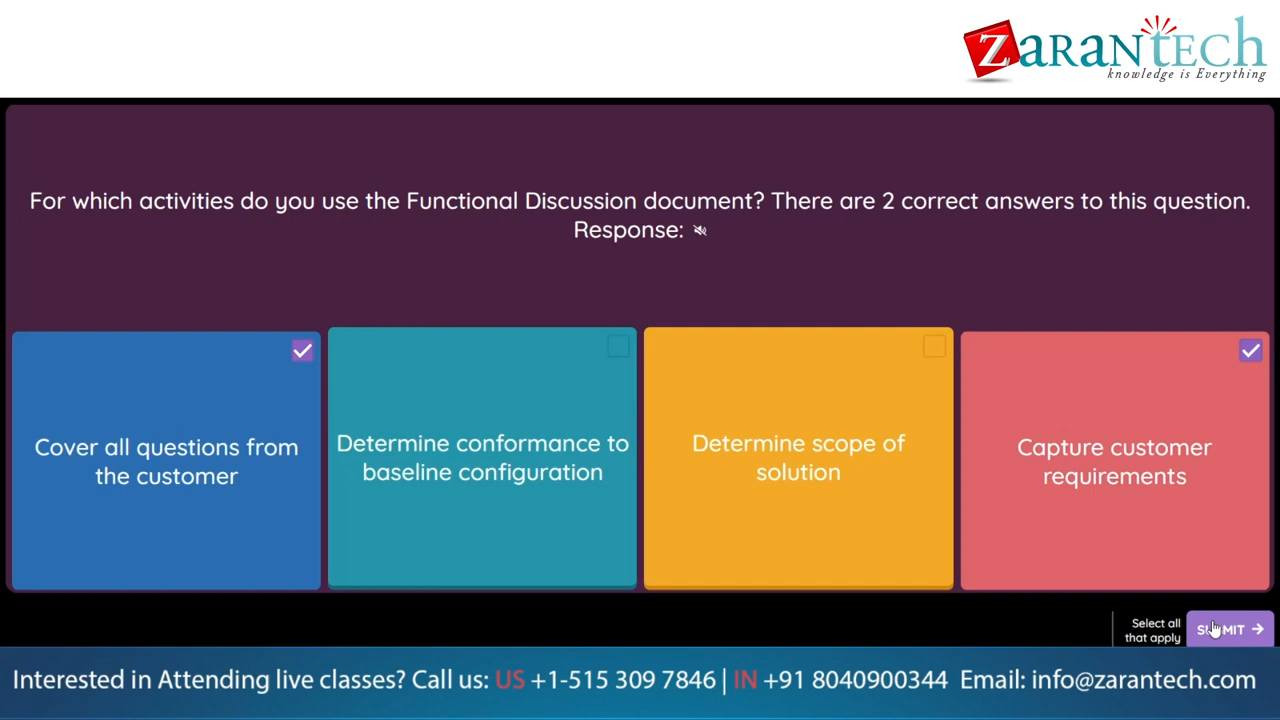 ZARANTECH
knowledge is Everything
For which activities do you use the Functional Discussion document? There are 2 correct answers to this question.
Response:
Cover all questions from
the customer
Determine conformance to
baseline configuration
Determine scope of
solution
Capture customer
requirements
Select all
that apply
SUBMIT
Interested in Attending live classes? Call us: US +1-515 309 7846 | IN +91 8040900344 Email: info@zarantech.com